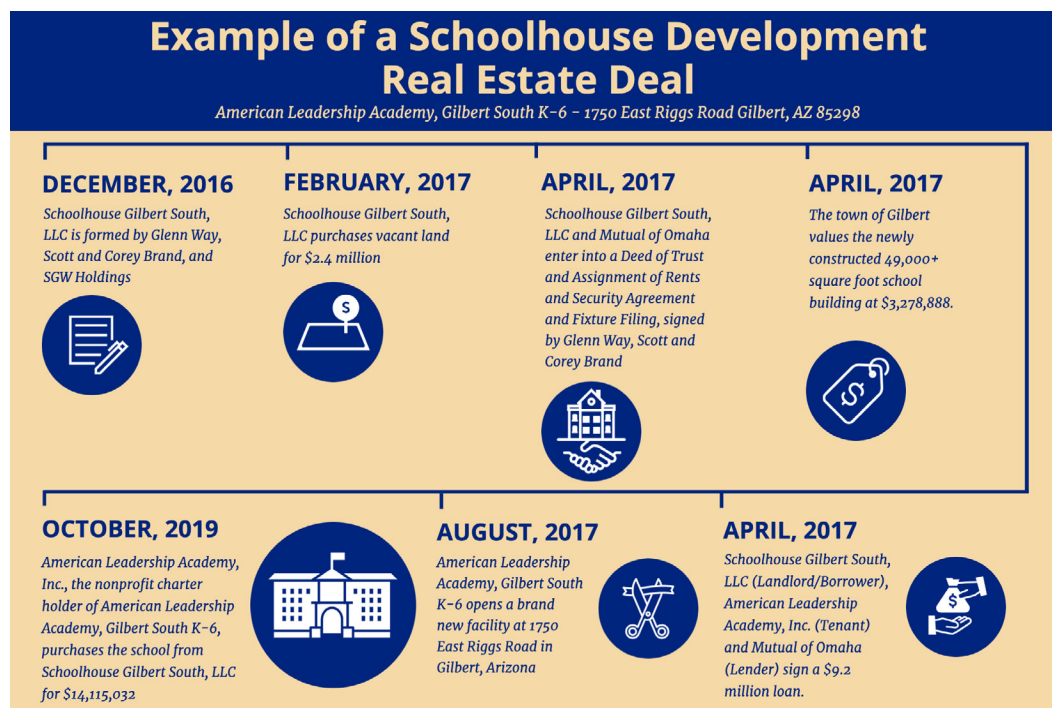 Example of a Schoolhouse Development
Real Estate Deal
American Leadership Academy, Gilbert South K-6 - 1750 East Riggs Road Gilbert, AZ 85298
DECEMBER, 2016
Schoolhouse Gilbert South,
LLC is formed by Glenn Way,
Scott and Corey Brand, and
SGW Holdings
FEBRUARY, 2017
Schoolhouse Gilbert South,
LLC purchases vacant land
for $2.4 million
$
APRIL, 2017
Schoolhouse Gilbert South,
LLC and Mutual of Omaha
enter into a Deed of Trust
and Assignment of Rents
and Security Agreement
and Fixture Filing, signed
by Glenn Way, Scott and
Corey Brand
APRIL, 2017
The town of Gilbert
values the newly
constructed 49,000+
square foot school
building at $3,278,888.
$
APRIL, 2017
Schoolhouse Gilbert South,
LLC (Landlord/Borrower),
American Leadership
Academy, Inc. (Tenant)
and Mutual of Omaha
(Lender) sign a $9.2
million loan.
$
AUGUST, 2017
American Leadership
Academy, Gilbert South
K-6 opens a brand
new facility at 1750
East Riggs Road in
Gilbert, Arizona
OCTOBER, 2019
American Leadership Academy,
Inc., the nonprofit charter
holder of American Leadership
Academy, Gilbert South K-6,
purchases the school from
Schoolhouse Gilbert South, LLC
for $14,115,032